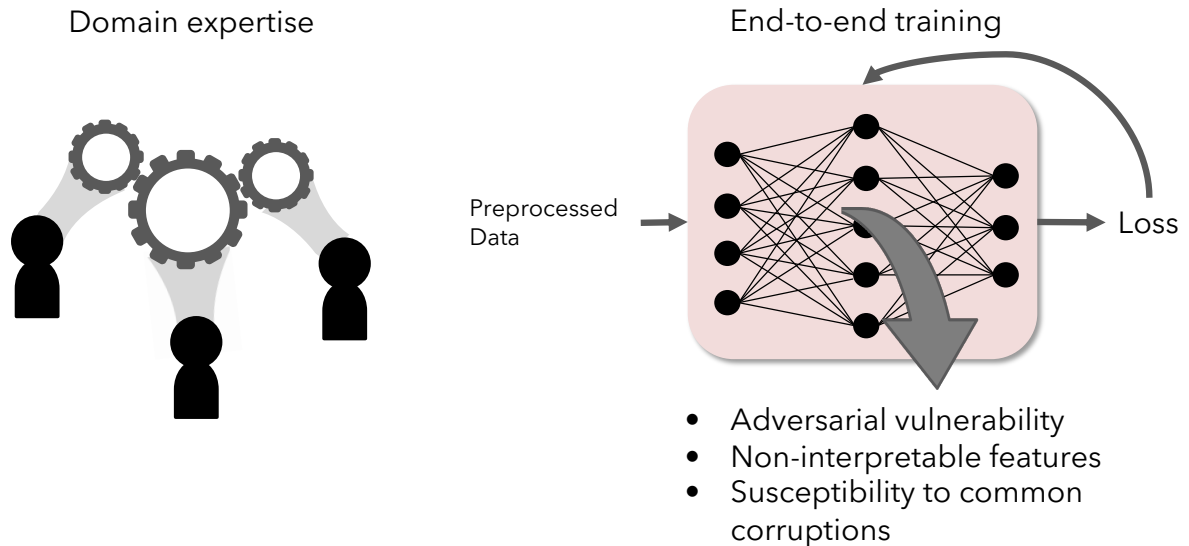 Domain expertise
End-to-end training
Preprocessed
Data
Loss
• Adversarial vulnerability
• Non-interpretable features
• Susceptibility to common
corruptions